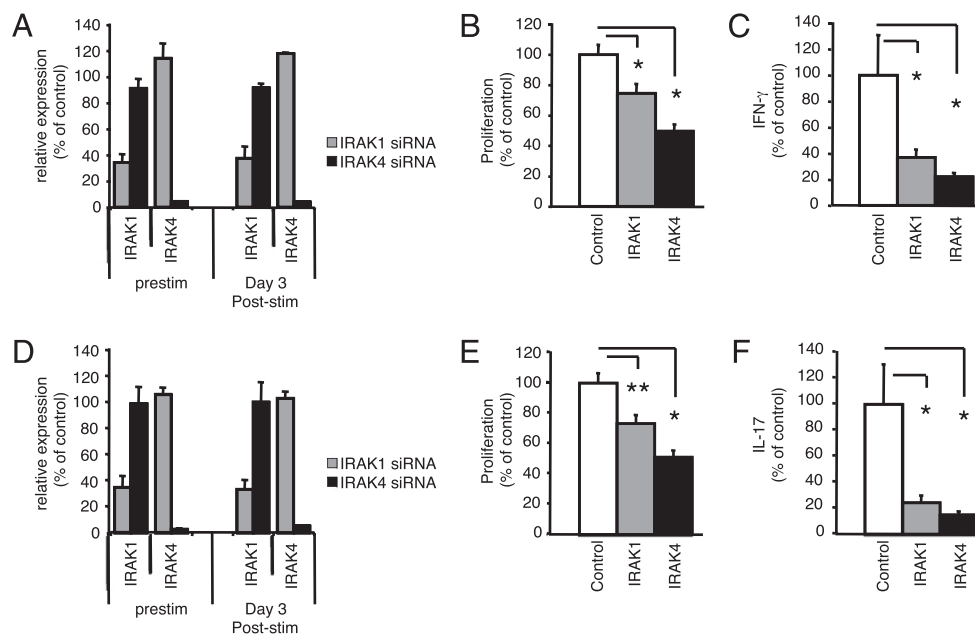 A
relative expression
(% of control)
140
120
100
80
60
40
20
0
IRAK1
IRAK4
IRAK1
IRAK4
prestim
Day 3
Post-stim
IRAK1 siRNA
IRAK4 siRNA
B
Proliferation
(% of control)
120
100
80
60
40
20
0
*
*
Control
IRAK1
IRAK4
C
IFN-γ
(% of control)
140
120
100
80
60
40
20
0
*
*
Control
IRAK1
IRAK4
D
relative expression
(% of control)
140
120
100
80
60
40
20
0
IRAK1
IRAK4
IRAK1
IRAK4
prestim
Day 3
Post-stim
IRAK1 siRNA
IRAK4 siRNA
E
Proliferation
(% of control)
120
100
80
60
40
20
0
**
*
Control
IRAK1
IRAK4
F
IL-17
(% of control)
140
120
100
80
60
40
20
0
*
*
Control
IRAK1
IRAK4